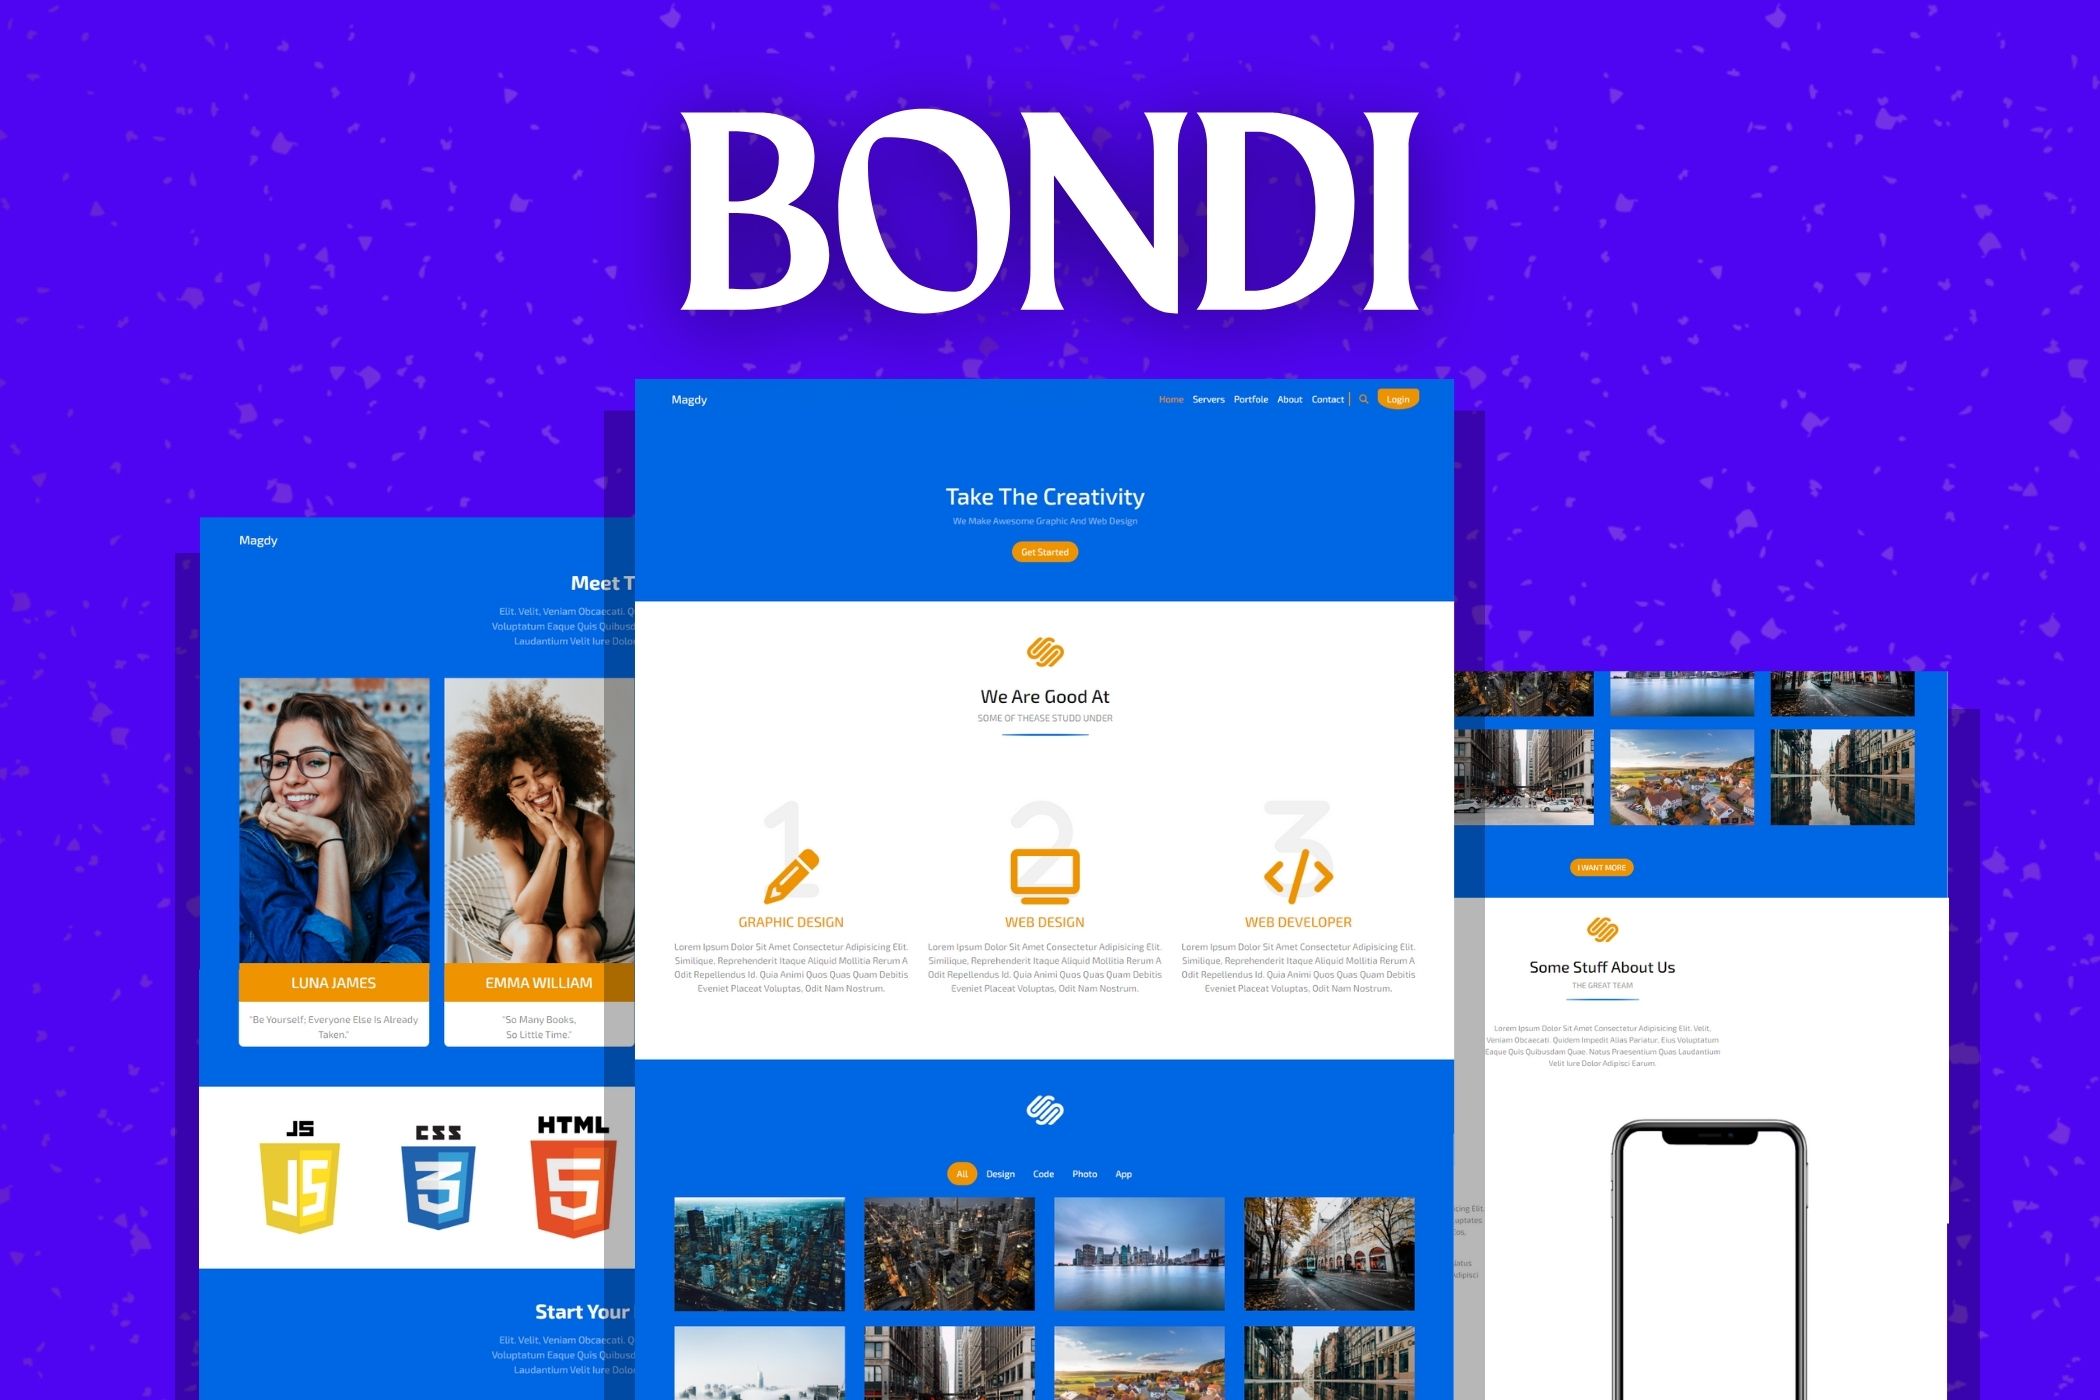 BONDI
Magdy
Home Servers Portfole About Contact Login
Take The Creativity
We Make Awesome Graphic And Web Design
Get Started
We Are Good At
SOME OF THEASE STUDD UNDER
1 2 3
GRAPHIC DESIGN
Lorem Ipsum Dolor Sit Amet Consectetur Adipisicing Elit.
Similique, Reprehenderit Itaque Aliquid Mollitia Rerum A
Odit Repellendus Id. Quia Animi Quos Quas Quam Debitis
Eveniet Placeat Voluptas, Odit Nam Nostrum.
WEB DESIGN
Lorem Ipsum Dolor Sit Amet Consectetur Adipisicing Elit.
Similique, Reprehenderit Itaque Aliquid Mollitia Rerum A
Odit Repellendus Id. Quia Animi Quos Quas Quam Debitis
Eveniet Placeat Voluptas, Odit Nam Nostrum.
WEB DEVELOPER
Lorem Ipsum Dolor Sit Amet Consectetur Adipisicing Elit.
Similique, Reprehenderit Itaque Aliquid Mollitia Rerum A
Odit Repellendus Id. Quia Animi Quos Quas Quam Debitis
Eveniet Placeat Voluptas, Odit Nam Nostrum.
All Design Code Photo App
Magdy
Meet T
Elit. Velit, Veniam Obcaecati. Q
Voluptatum Eaque Quis Quibusd
Laudantium Velit Iure Dolo
LUNA JAMES
"Be Yourself; Everyone Else Is Already
Taken."
EMMA WILLIAM
"So Many Books,
So Little Time."
JS CSS HTML
JS 3 5
Start Your
Elit. Velit, Veniam Obcaecati. Q
Voluptatum Eaque Quis Quibusd
Laudantium Velit Iure Dolo
I WANT MORE
Some Stuff About Us
THE GREAT TEAM
Lorem Ipsum Dolor Sit Amet Consectetur Adipisicing Elit. Velit,
Veniam Obcaecati. Quidem Impedit Alias Pariatur. Eius Voluptatum
Eaque Quis Quibusdam Quae. Natus Praesentium Quas Laudantium
Velit Iure Dolor Adipisci Earum.
cing Elit.
uptates
Adipisci